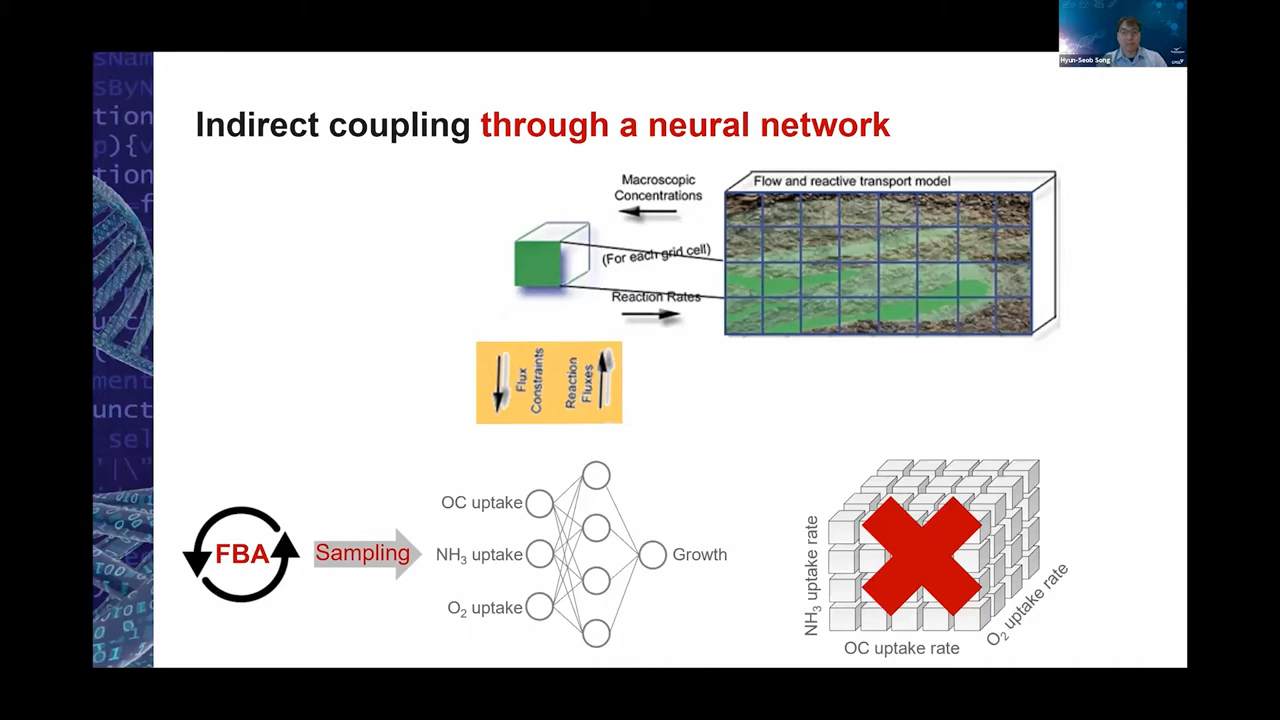 Hyun-Seob Song
Indirect coupling through a neural network
Macroscopic
Concentrations
Flow and reactive transport model
(For each grid cell)
Reaction Rates
Flux
Constraints
Reaction
Fluxes
FBA
Sampling
OC uptake
NH3 uptake
O2 uptake
Growth
NH3 uptake rate
OC uptake rate
O2 uptake rate